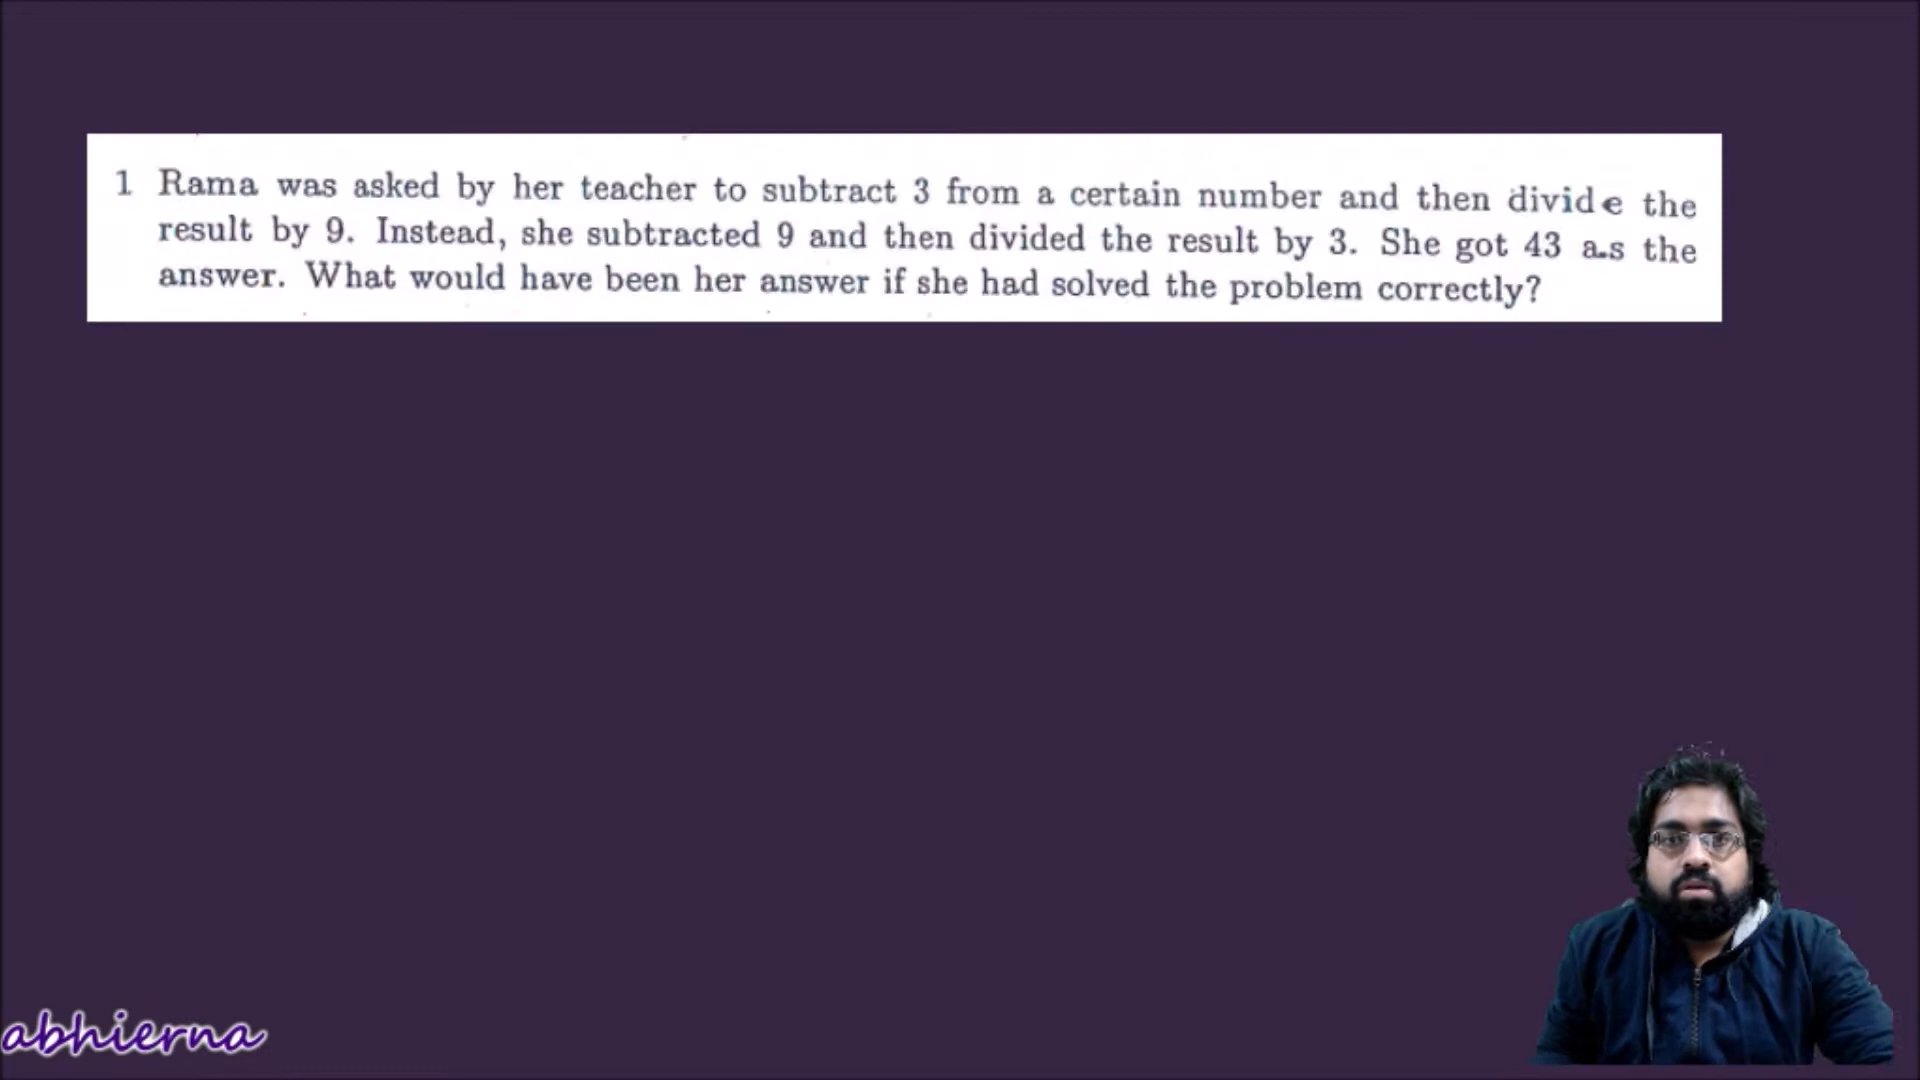 1 Rama was asked by her teacher to subtract 3 from a certain number and then divide the
result by 9. Instead, she subtracted 9 and then divided the result by 3. She got 43 a.s the
answer. What would have been her answer if she had solved the problem correctly?
abhierna